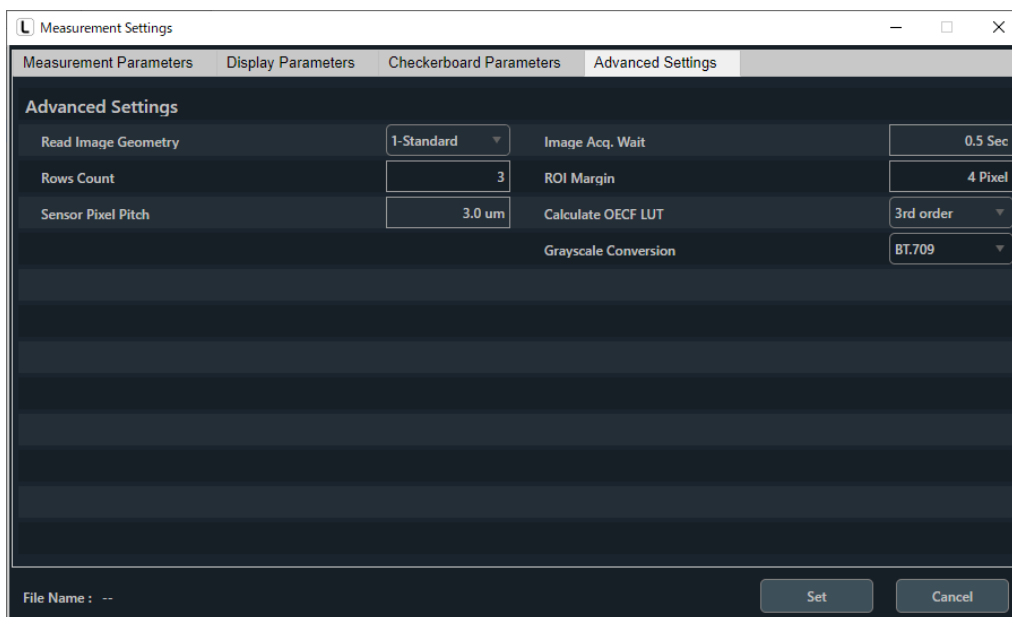 L Measurement Settings
Measurement Parameters Display Parameters Checkerboard Parameters Advanced Settings
Advanced Settings
Read Image Geometry 1-Standard Image Acq. Wait 0.5 Sec
Rows Count 3 ROI Margin 4 Pixel
Sensor Pixel Pitch 3.0 um Calculate OECF LUT 3rd order
Grayscale Conversion BT.709
File Name : -- Set Cancel